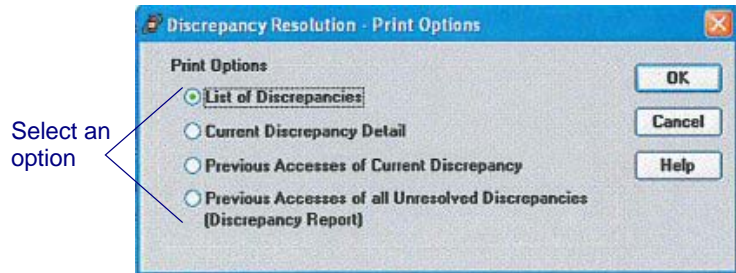 Discrepancy Resolution - Print Options
Print Options
List of Discrepancies
Current Discrepancy Detail
Previous Accesses of Current Discrepancy
Previous Accesses of all Unresolved Discrepancies
(Discrepancy Report)
OK
Cancel
Help
Select an
option